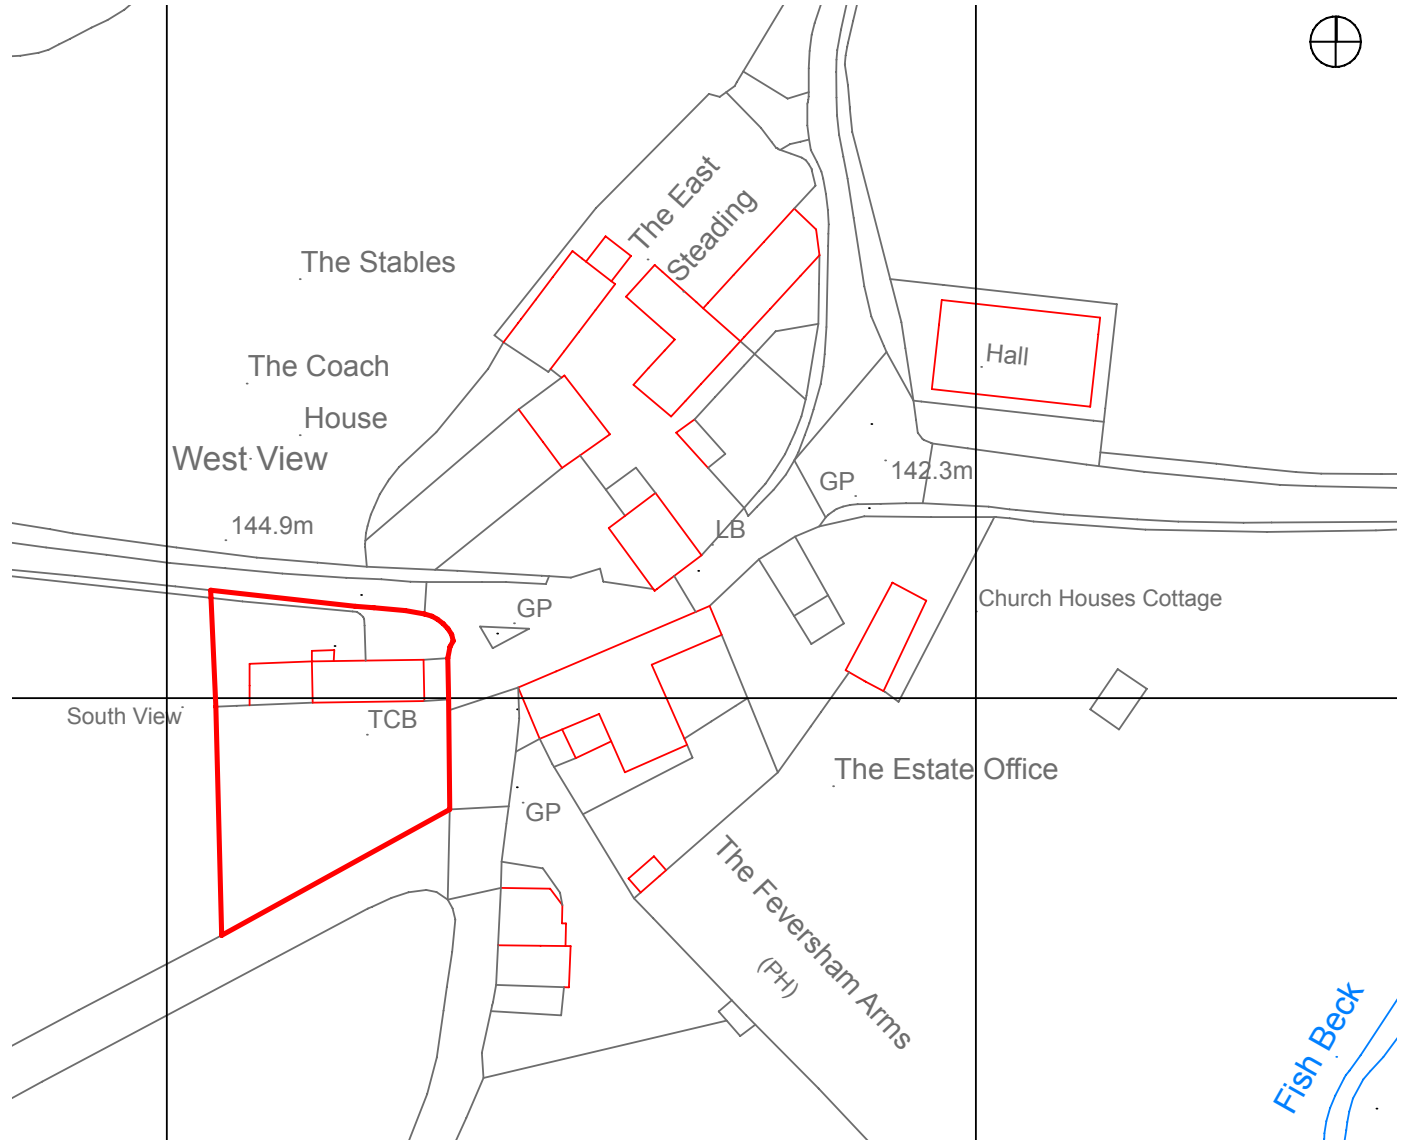 The East
Steading
The Stables
Hall
The Coach
House
West View
GP
142.3m
144.9m
LB
GP
Church Houses Cottage
South View
TCB
The Estate Office
GP
The Feversham Arms
(PH)
Fish Beck